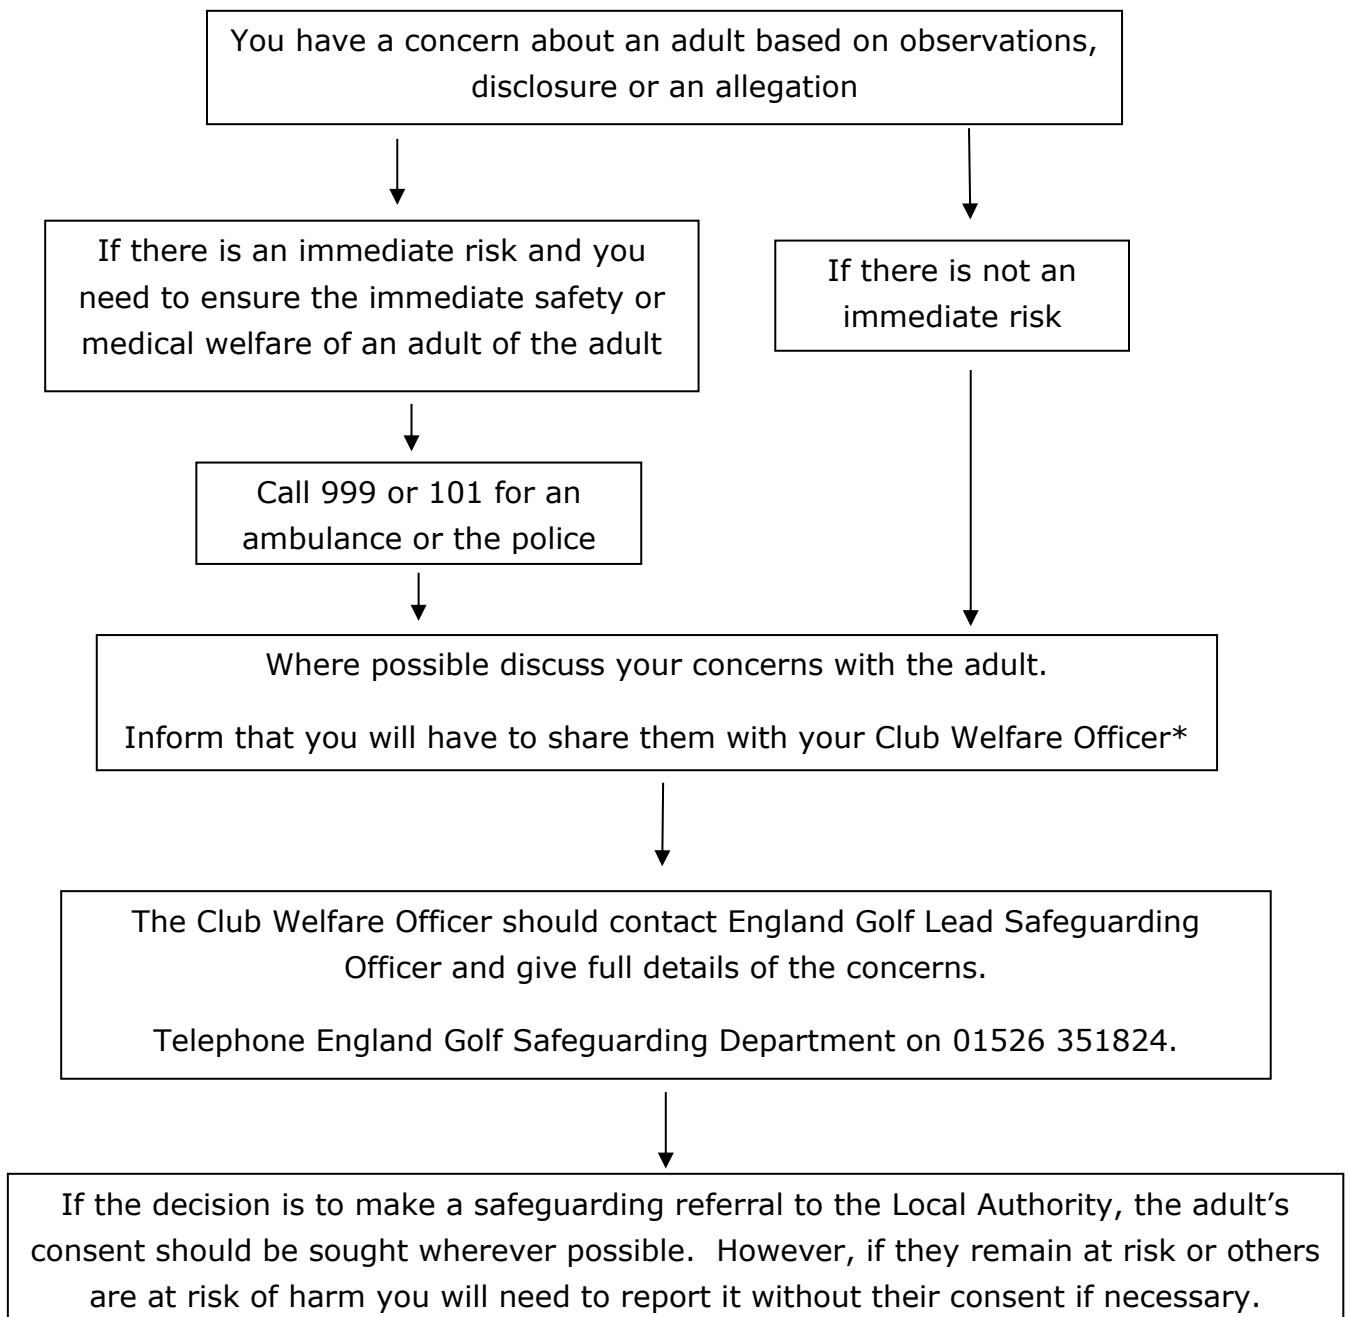 You have a concern about an adult based on observations,
disclosure or an allegation
If there is an immediate risk and you
need to ensure the immediate safety or
medical welfare of an adult of the adult
If there is not an
immediate risk
Call 999 or 101 for an
ambulance or the police
Where possible discuss your concerns with the adult.
Inform that you will have to share them with your Club Welfare Officer*
The Club Welfare Officer should contact England Golf Lead Safeguarding
Officer and give full details of the concerns.
Telephone England Golf Safeguarding Department on 01526 351824.
If the decision is to make a safeguarding referral to the Local Authority, the adult’s
consent should be sought wherever possible.  However, if they remain at risk or others
are at risk of harm you will need to report it without their consent if necessary.